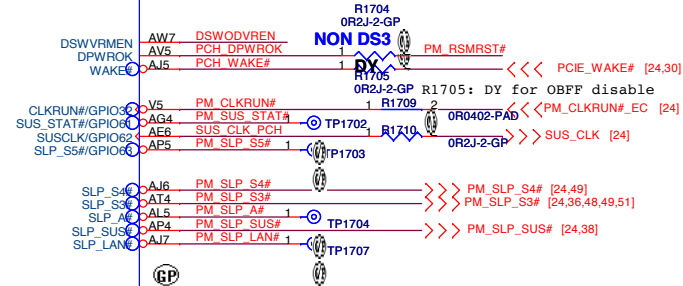 R1704
0R2J-2-GP
NON DS3
DSWVRMEN AW7 DSWODVREN
DPWROK AV5 PCH_DPWROK 1 PM_RSMRST#
WAKE# AJ5 PCH_WAKE# 1 DY PCIE_WAKE# [24,30]
R1705
0R2J-2-GP R1705: DY for OBFF disable
CLKRUN#/GPIO32 V5 PM_CLKRUN# 1 R1709 2 PM_CLKRUN#_EC [24]
SUS_STAT#/GPIO61 AG4 PM_SUS_STAT# 1 TP1702 0R0402-PAD
SUSCLK/GPIO62 AE6 SUS_CLK_PCH 1 R1710 SUS_CLK [24]
SLP_S5#/GPIO63 AP5 PM_SLP_S5# 1 0R2J-2-GP
TP1703
SLP_S4# AJ6 PM_SLP_S4# PM_SLP_S4# [24,49]
SLP_S3# AT4 PM_SLP_S3# PM_SLP_S3# [24,36,48,49,51]
SLP_A# AL5 PM_SLP_A# 1 TP1704
SLP_SUS# AP4 PM_SLP_SUS# PM_SLP_SUS# [24,38]
SLP_LAN# AJ7 PM_SLP_LAN# 1 TP1707
GP